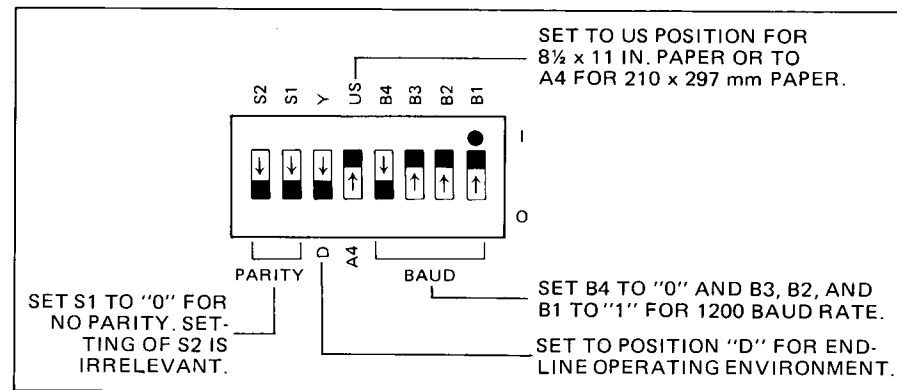 SET TO US POSITION FOR
8½ x 11 IN. PAPER OR TO
A4 FOR 210 x 297 mm PAPER.
S2 S1 Y US B4 B3 B2 B1
I
O
PARITY D A4 BAUD
SET S1 TO "0" FOR
NO PARITY. SET-
TING OF S2 IS
IRRELEVANT.
SET B4 TO "0" AND B3, B2, AND
B1 TO "1" FOR 1200 BAUD RATE.
SET TO POSITION "D" FOR END-
LINE OPERATING ENVIRONMENT.